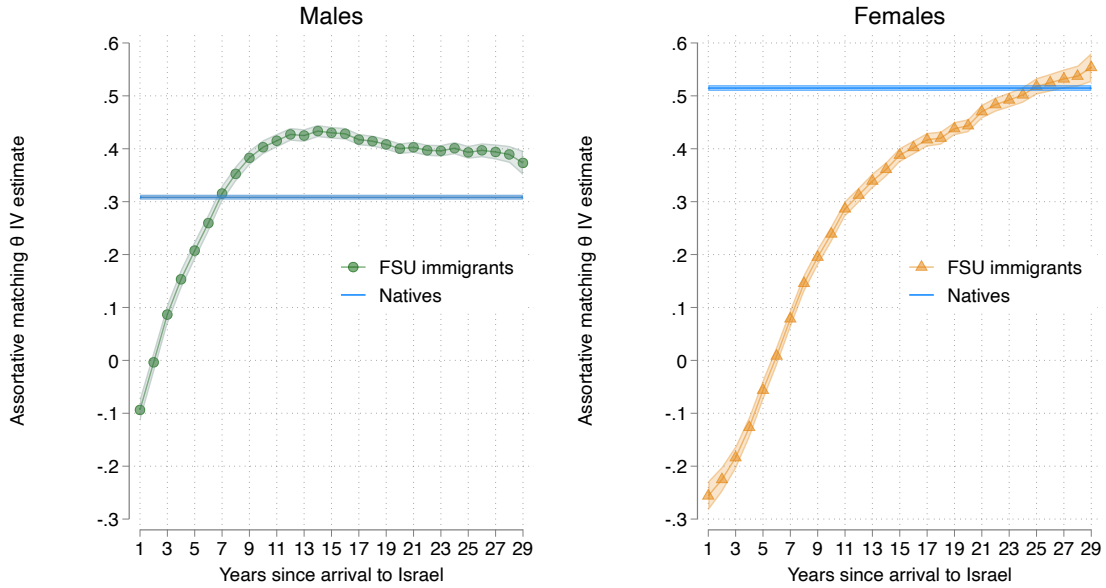 Males
Assortative matching θ IV estimate
.6
.5
.4
.3
.2
.1
0
-.1
-.2
-.3
FSU immigrants
Natives
1 3 5 7 9 11 13 15 17 19 21 23 25 27 29
Years since arrival to Israel
Females
Assortative matching θ IV estimate
.6
.5
.4
.3
.2
.1
0
-.1
-.2
-.3
FSU immigrants
Natives
1 3 5 7 9 11 13 15 17 19 21 23 25 27 29
Years since arrival to Israel